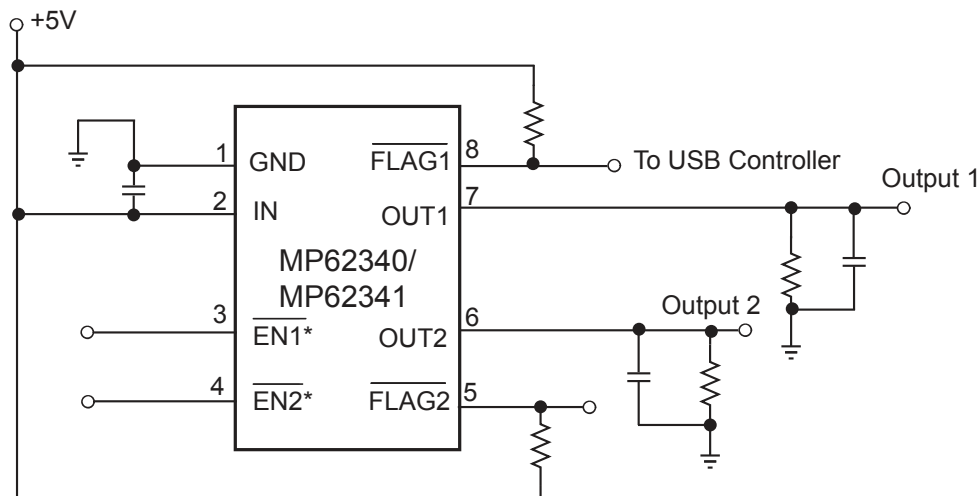 +5V
1
GND
FLAG1
8
To USB Controller
2
IN
OUT1
7
Output 1
MP62340/
MP62341
3
EN1*
OUT2
6
Output 2
4
EN2*
FLAG2
5